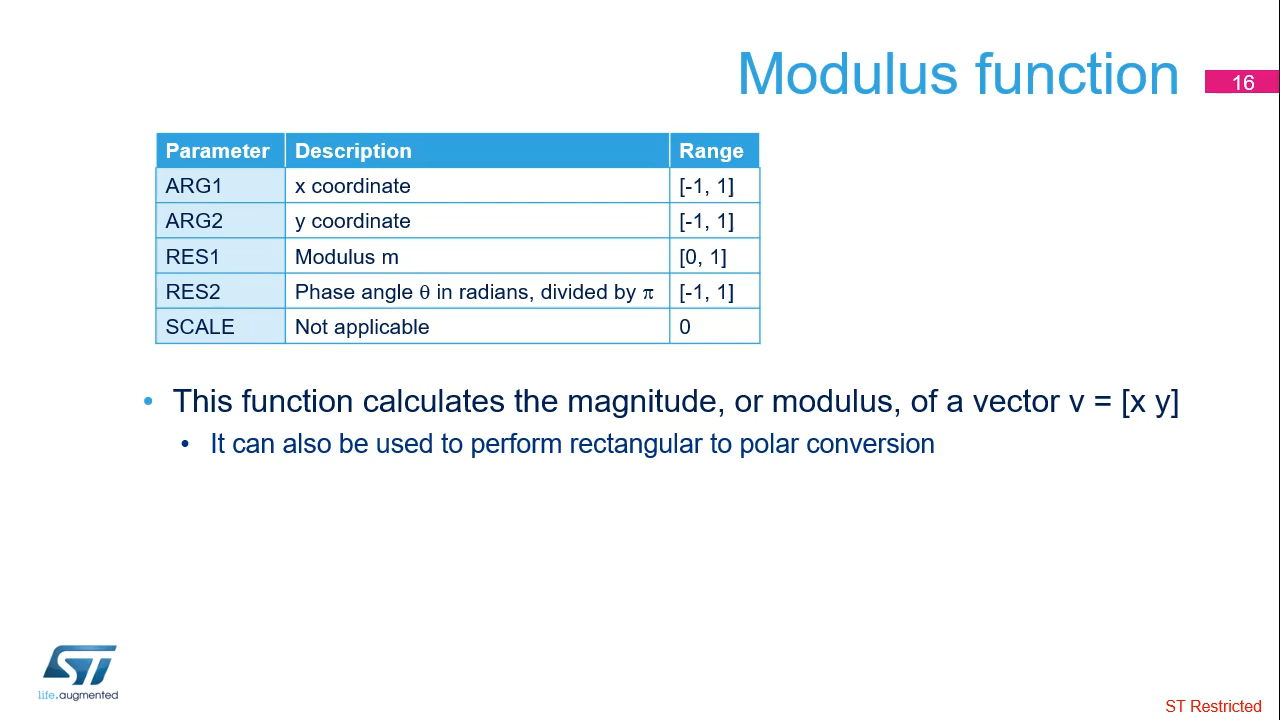 Modulus function
16
Parameter Description Range
ARG1 x coordinate [-1, 1]
ARG2 y coordinate [-1, 1]
RES1 Modulus m [0, 1]
RES2 Phase angle θ in radians, divided by π [-1, 1]
SCALE Not applicable 0
• This function calculates the magnitude, or modulus, of a vector v = [x y]
• It can also be used to perform rectangular to polar conversion
ST
life.augmented
ST Restricted